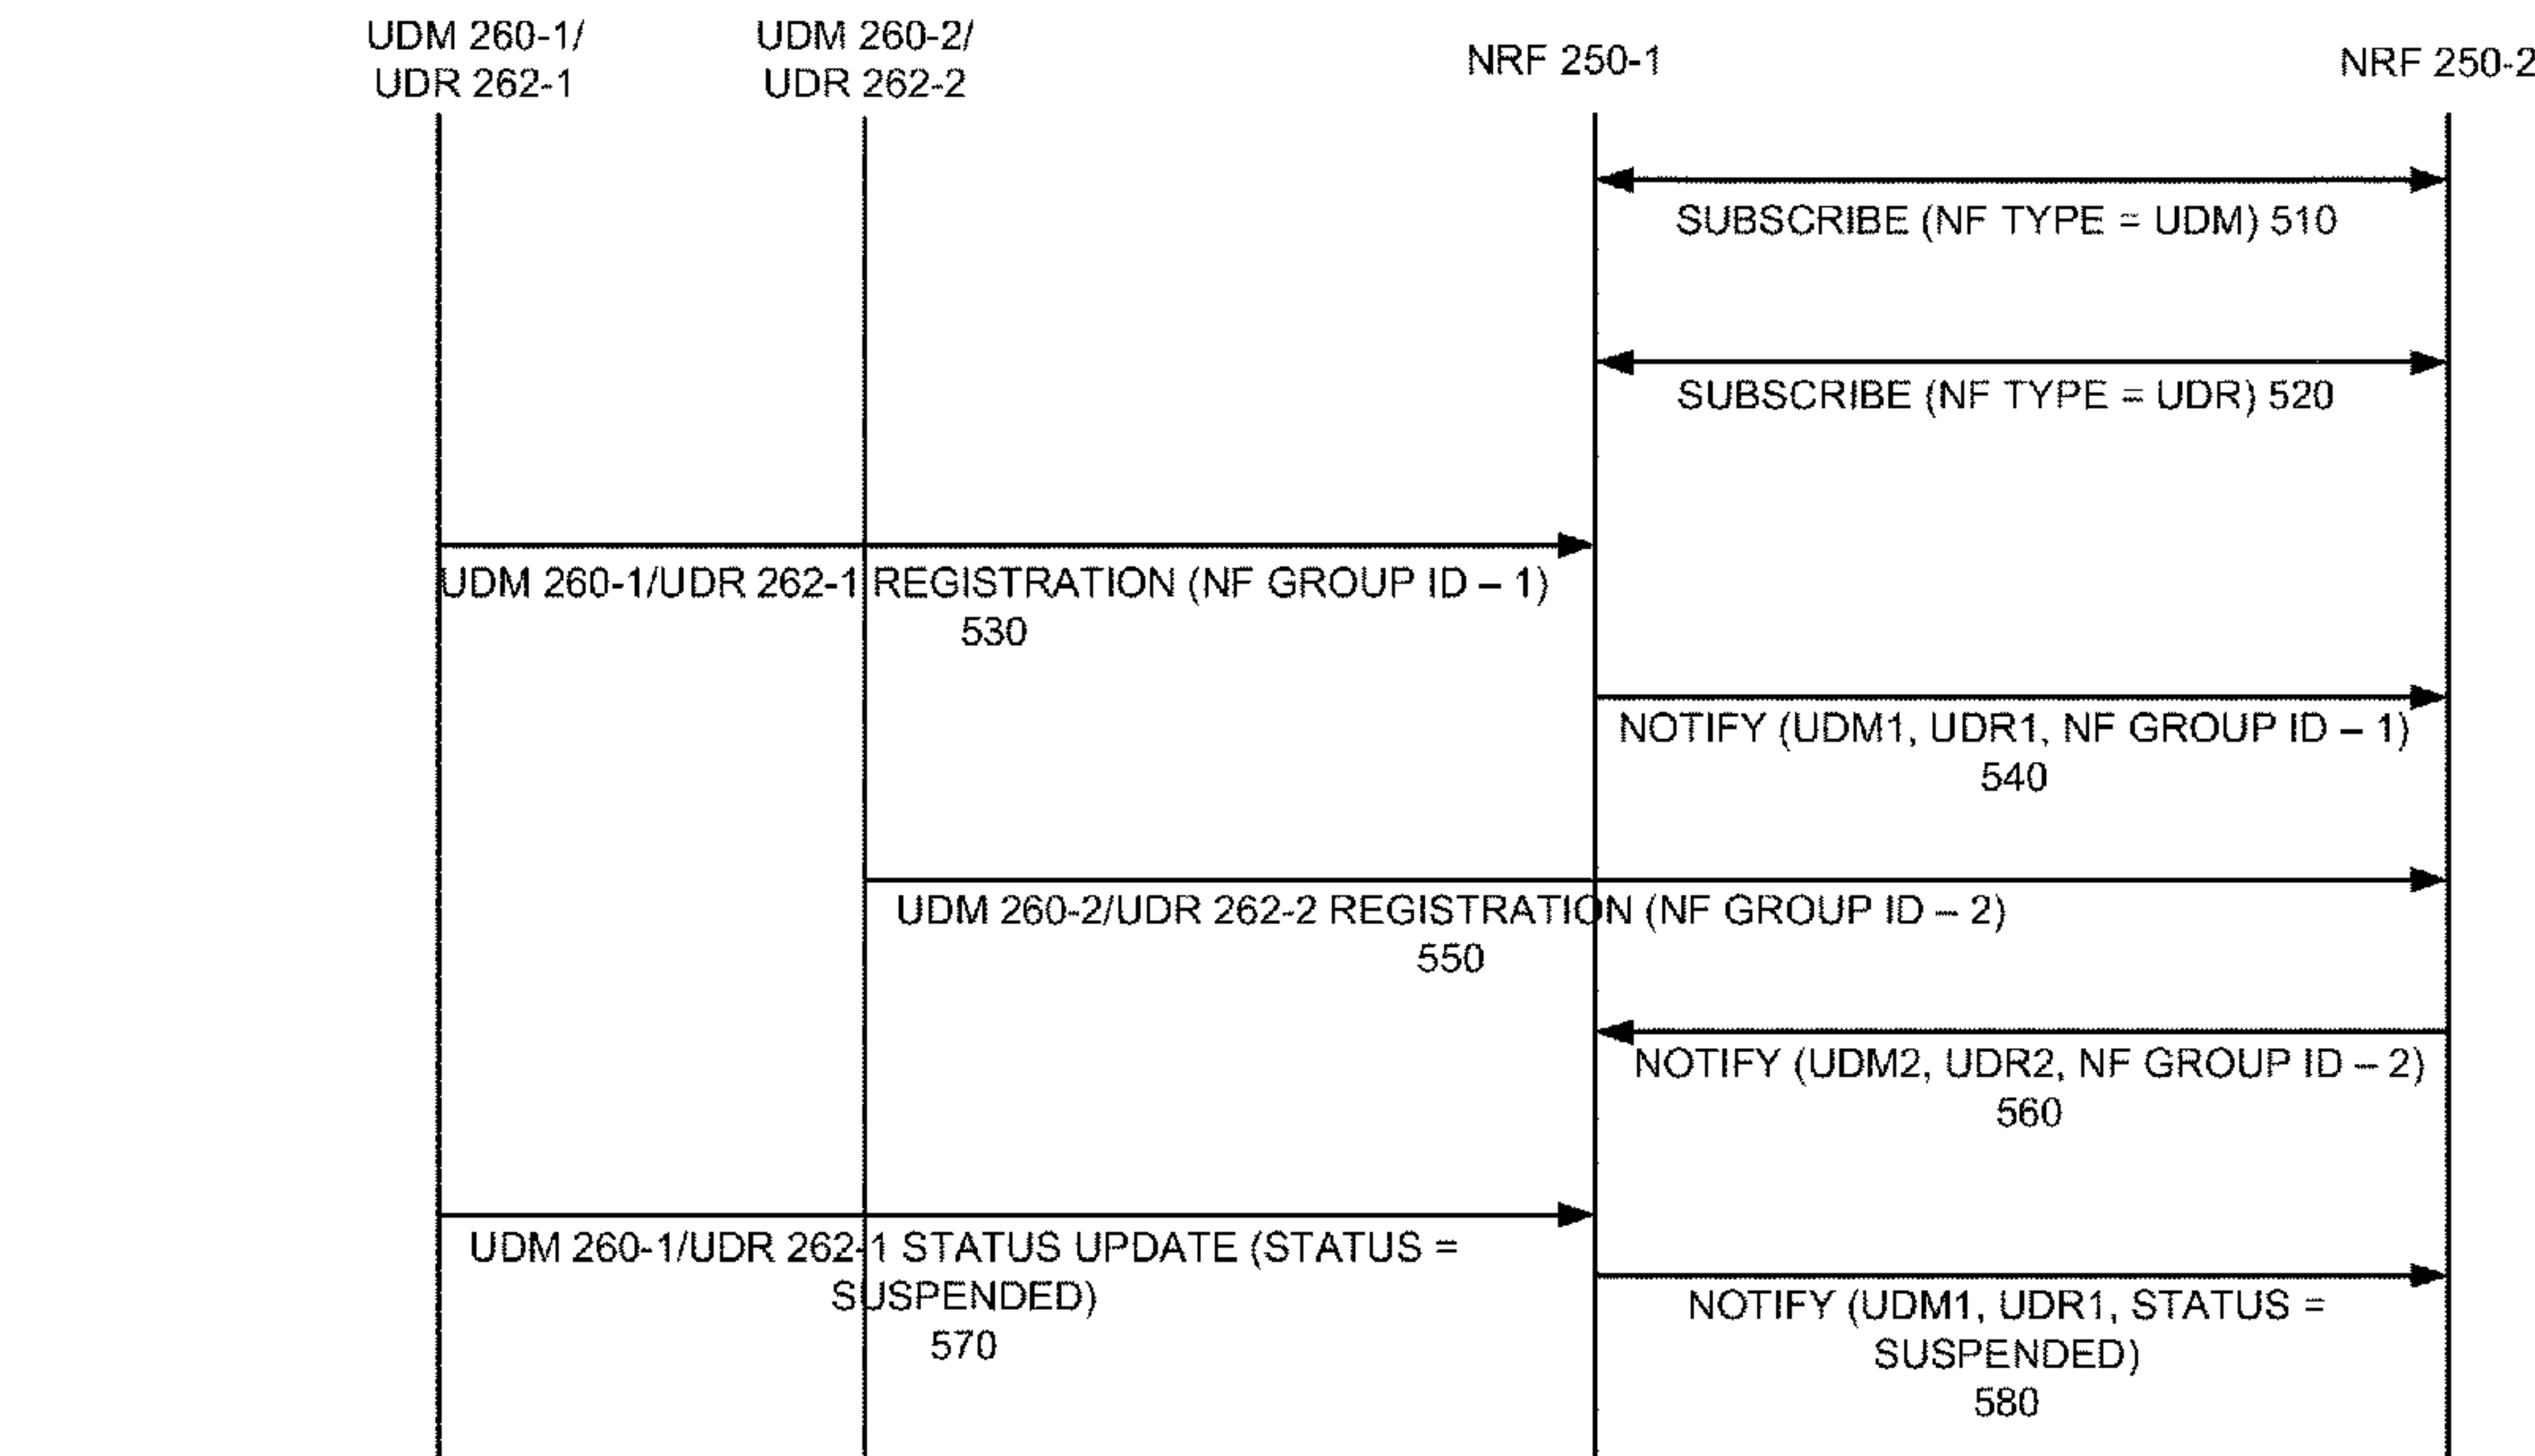 UDM 260-1/
UDR 262-1
UDM 260-2/
UDR 262-2
NRF 250-1
NRF 250-2
SUBSCRIBE (NF TYPE = UDM) 510
SUBSCRIBE (NF TYPE = UDR) 520
UDM 260-1/UDR 262-1 REGISTRATION (NF GROUP ID – 1)
530
NOTIFY (UDM1, UDR1, NF GROUP ID – 1)
540
UDM 260-2/UDR 262-2 REGISTRATION (NF GROUP ID – 2)
550
NOTIFY (UDM2, UDR2, NF GROUP ID – 2)
560
UDM 260-1/UDR 262-1 STATUS UPDATE (STATUS =
SUSPENDED)
570
NOTIFY (UDM1, UDR1, STATUS =
SUSPENDED)
580